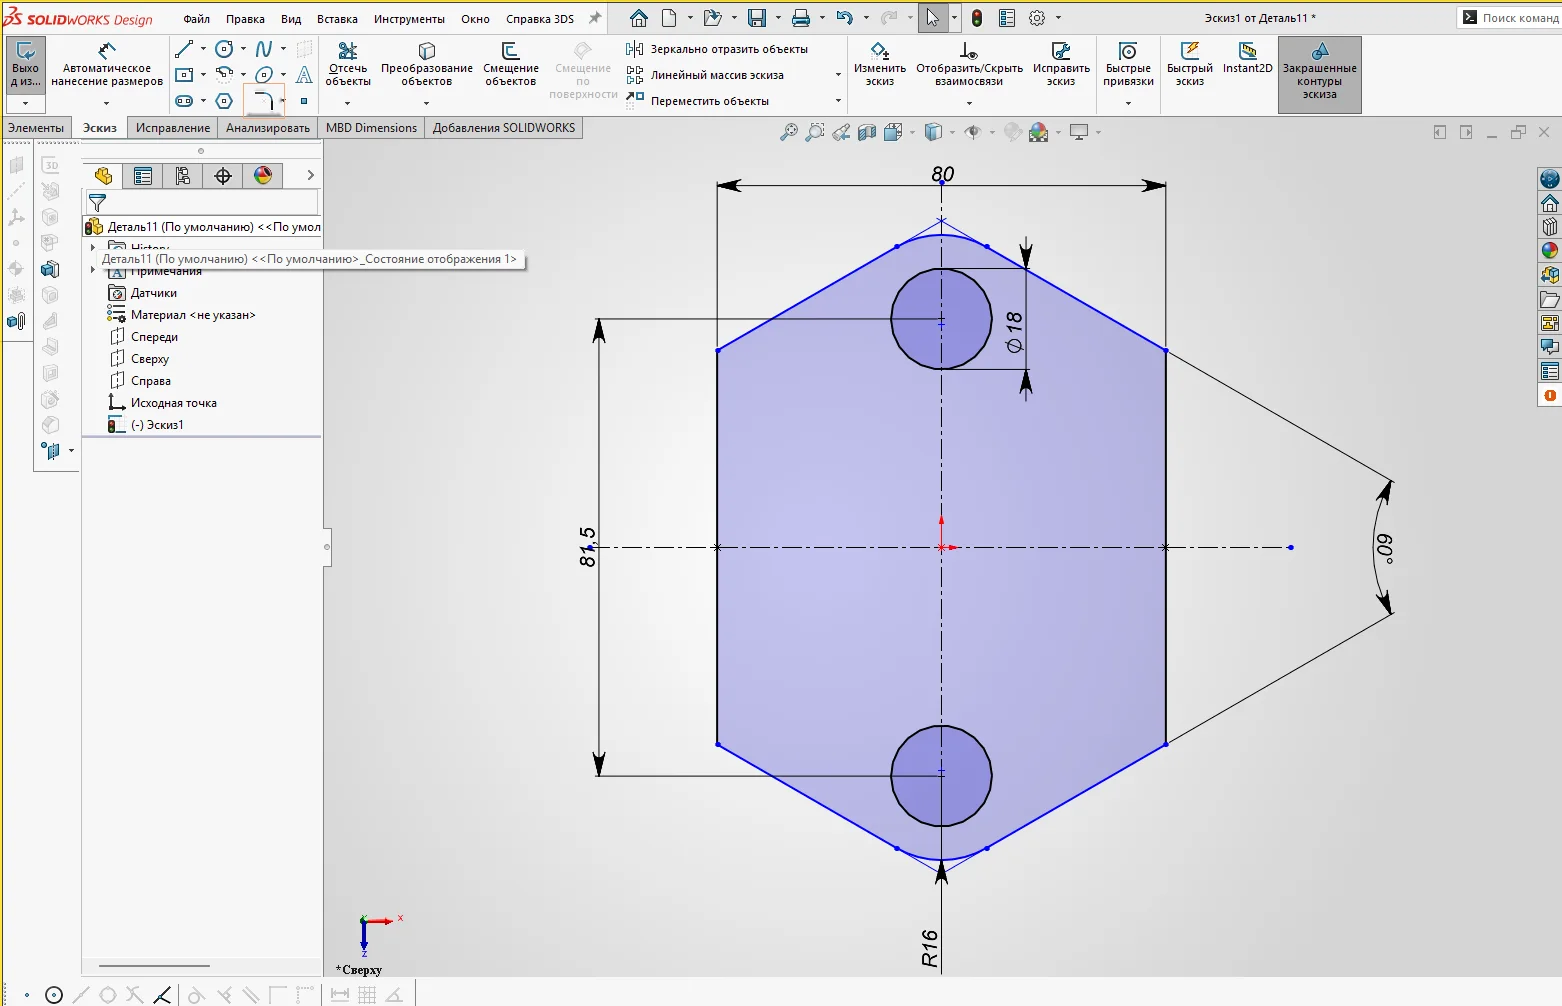 SOLIDWORKS Design
Файл Правка Вид Вставка Инструменты Окно Справка 3DS
Эскиз1 от Деталь11 *
Поиск команд
Выхо
д из...
Автоматическое
нанесение размеров
Отсечь
объекты
Преобразование
объектов
Смещение
объектов
Смещение
по
поверхности
Зеркально отразить объекты
Линейный массив эскиза
Переместить объекты
Изменить
эскиз
Отобразить/Скрыть
взаимосвязи
Исправить
эскиз
Быстрые
привязки
Быстрый
эскиз
Instant2D
Закрашенные
контуры
эскиза
Элементы Эскиз Исправление Анализировать MBD Dimensions Добавления SOLIDWORKS
3D
Деталь11 (По умолчанию) <<По умол
History
Деталь11 (По умолчанию) <<По умолчанию>_Состояние отображения 1>
Примечания
Датчики
Материал <не указан>
Спереди
Сверху
Справа
Исходная точка
(-) Эскиз1
80
∅18
81,5
60°
R16
X
Z
*Сверху